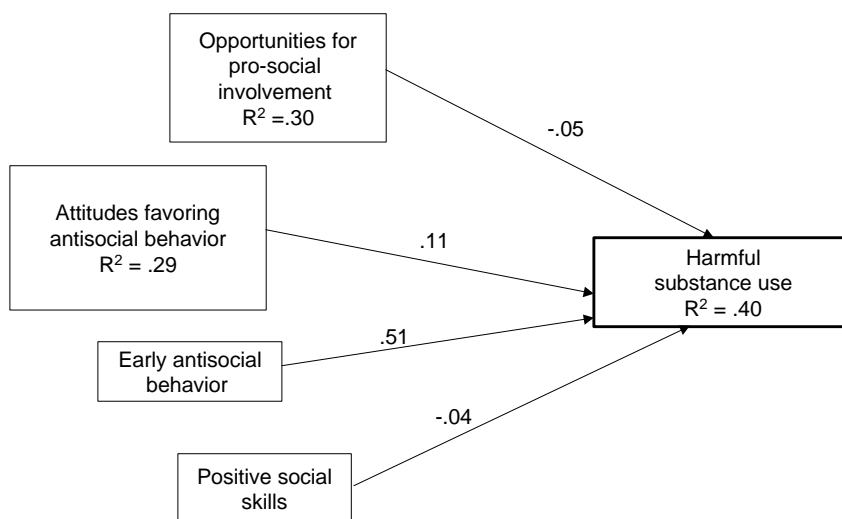 Opportunities for
pro-social
involvement
R² =.30
-.05
Attitudes favoring
antisocial behavior
R² = .29
.11
Harmful
substance use
R² = .40
.51
Early antisocial
behavior
-.04
Positive social
skills